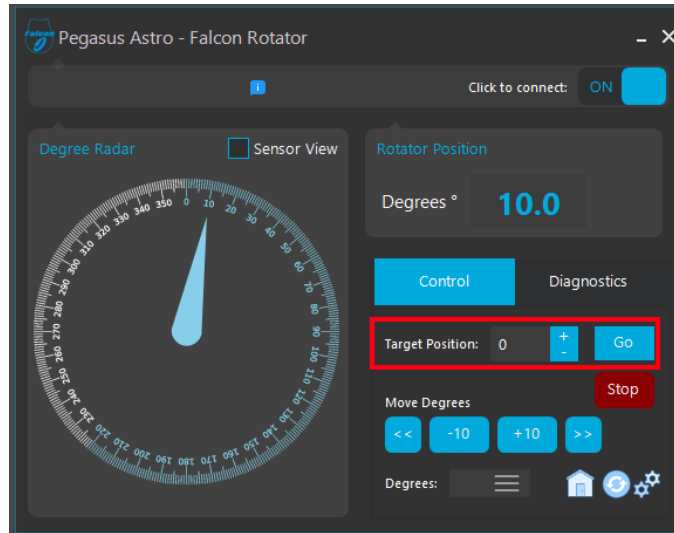 Falcon
Pegasus Astro - Falcon Rotator
Click to connect: ON
Degree Radar
Sensor View
0 10 20 30 40 50 60 70 80 90 100 110 120 130 140 150 160 170 180 190 200 210 220 230 240 250 260 270 280 290 300 310 320 330 340 350
Rotator Position
Degrees ° 10.0
Control Diagnostics
Target Position: 0 + - Go
Stop
Move Degrees
<< -10 +10 >>
Degrees: